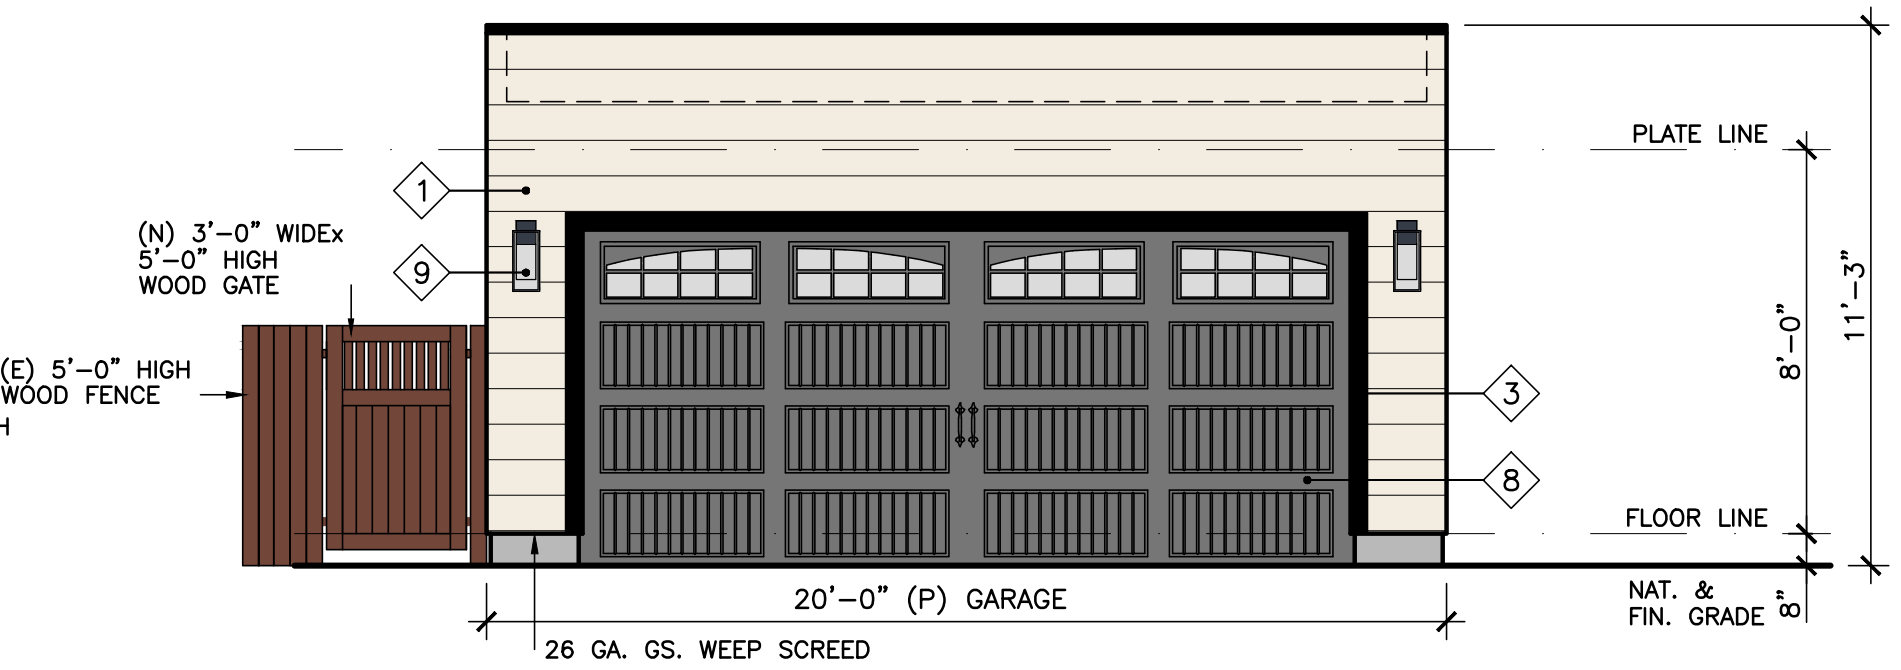 PLATE LINE
1
(N) 3'-0" WIDEx
5'-0" HIGH
WOOD GATE
9
11'-3"
8'-0"
(E) 5'-0" HIGH
WOOD FENCE
H
3
8
FLOOR LINE
20'-0" (P) GARAGE
NAT. &
FIN. GRADE
8"
26 GA. GS. WEEP SCREED